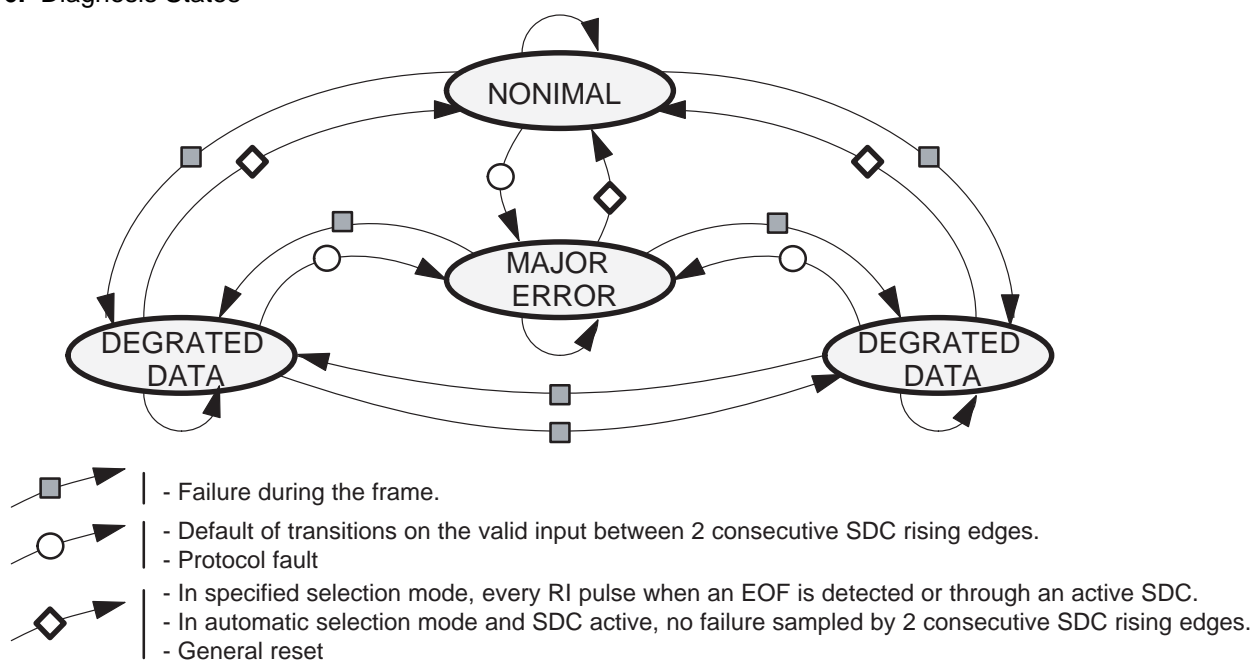 Diagnosis States
NONIMAL
MAJOR
ERROR
DEGRATED
DATA
DEGRATED
DATA
- Failure during the frame.
- Default of transitions on the valid input between 2 consecutive SDC rising edges.
- Protocol fault
- In specified selection mode, every RI pulse when an EOF is detected or through an active SDC.
- In automatic selection mode and SDC active, no failure sampled by 2 consecutive SDC rising edges.
- General reset